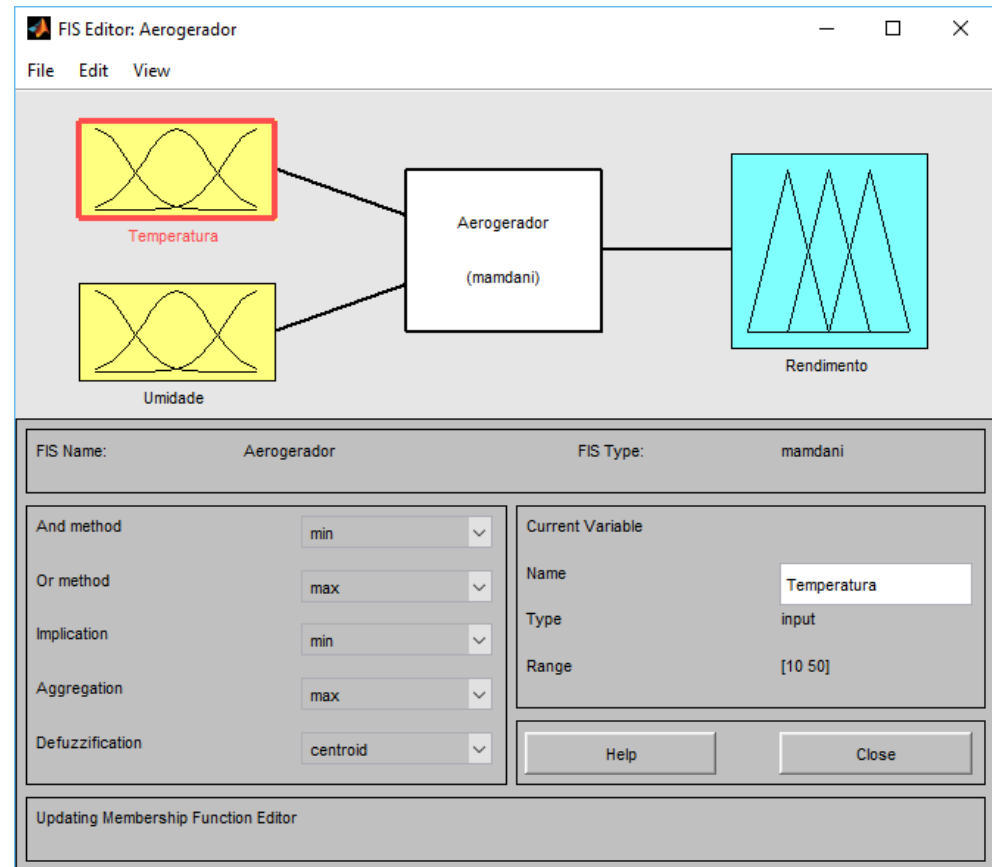 FIS Editor: Aerogerador
File Edit View
Temperatura
Umidade
Aerogerador
(mamdani)
Rendimento
FIS Name: Aerogerador FIS Type: mamdani
And method min
Or method max
Implication min
Aggregation max
Defuzzification centroid
Current Variable
Name Temperatura
Type input
Range [10 50]
Help Close
Updating Membership Function Editor